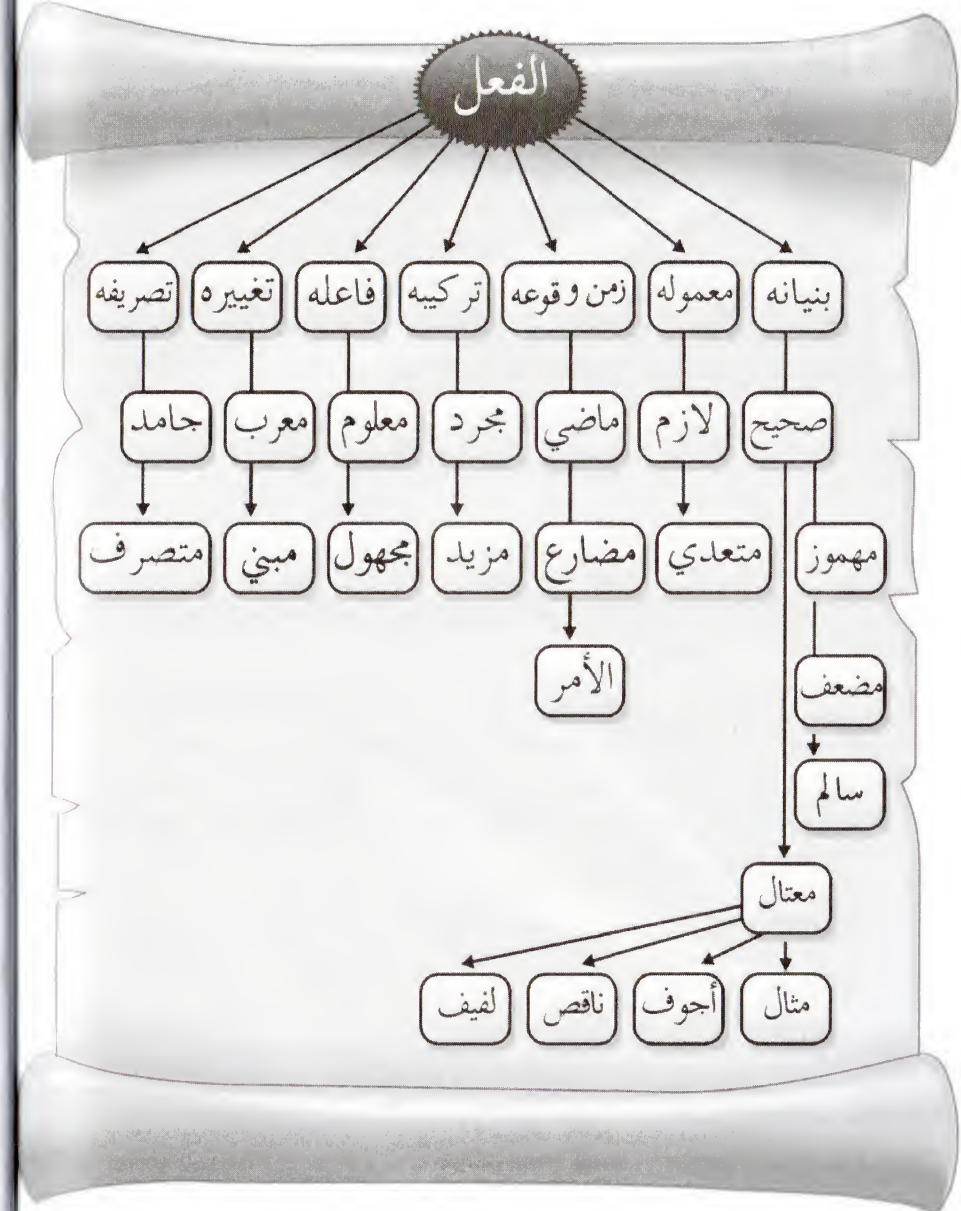 الفعل
بنيانه معموله زمن وقوعه تركيبه فاعله تغييره تصريفه
صحيح لازم ماضي مجرد معلوم معرب جامد
مهموز متعدي مضارع مزيد مجهول مبني متصرف
الأمر
مضعف
سالم
معتال
مثال أجوف ناقص لفيف